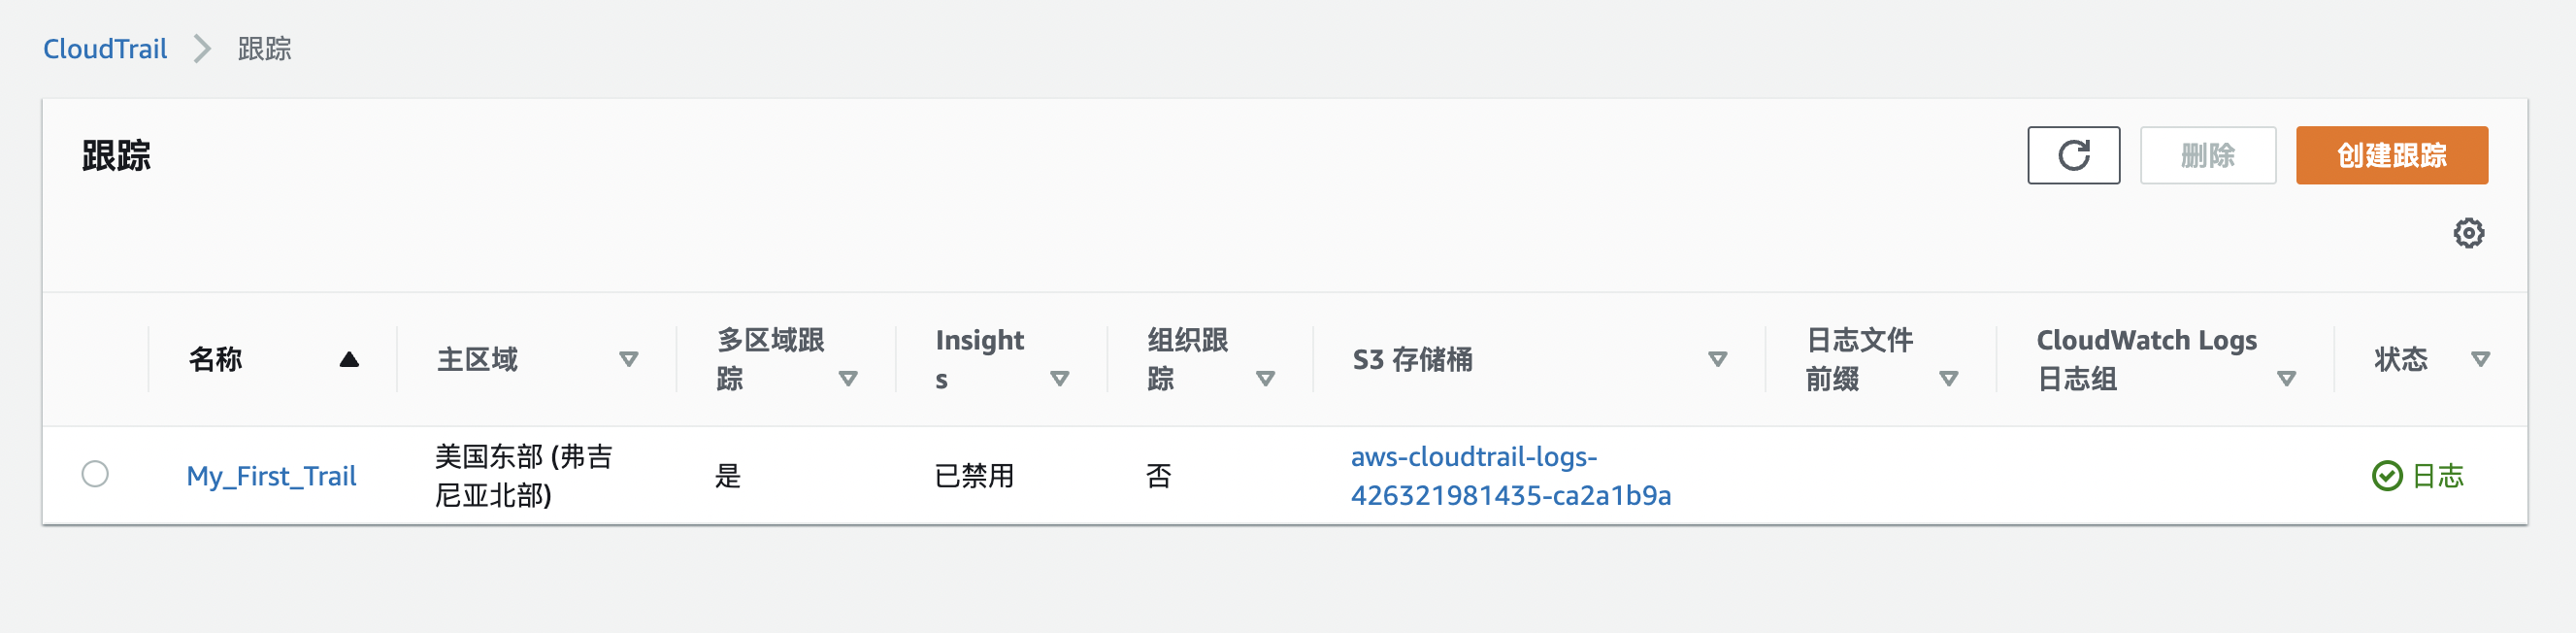 CloudTrail 跟踪
跟踪
删除
创建跟踪
名称
主区域
多区域跟
踪
Insight
s
组织跟
踪
S3 存储桶
日志文件
前缀
CloudWatch Logs
日志组
状态
My_First_Trail
美国东部 (弗吉
尼亚北部)
是
已禁用
否
aws-cloudtrail-logs-
426321981435-ca2a1b9a
日志